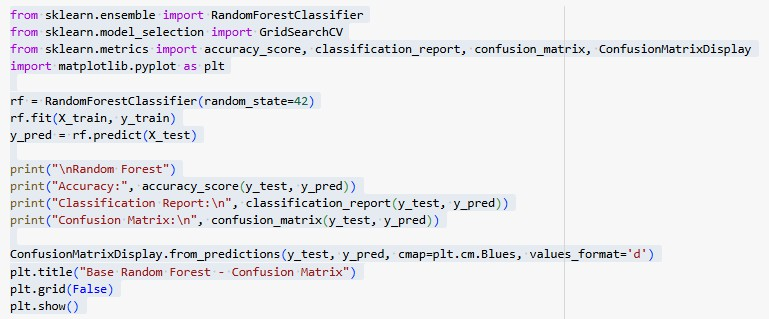 from sklearn.ensemble import RandomForestClassifier
from sklearn.model_selection import GridSearchCV
from sklearn.metrics import accuracy_score, classification_report, confusion_matrix, ConfusionMatrixDisplay
import matplotlib.pyplot as plt
rf = RandomForestClassifier(random_state=42)
rf.fit(X_train, y_train)
y_pred = rf.predict(X_test)
print("\nRandom Forest")
print("Accuracy:", accuracy_score(y_test, y_pred))
print("Classification Report:\n", classification_report(y_test, y_pred))
print("Confusion Matrix:\n", confusion_matrix(y_test, y_pred))
ConfusionMatrixDisplay.from_predictions(y_test, y_pred, cmap=plt.cm.Blues, values_format='d')
plt.title("Base Random Forest - Confusion Matrix")
plt.grid(False)
plt.show()